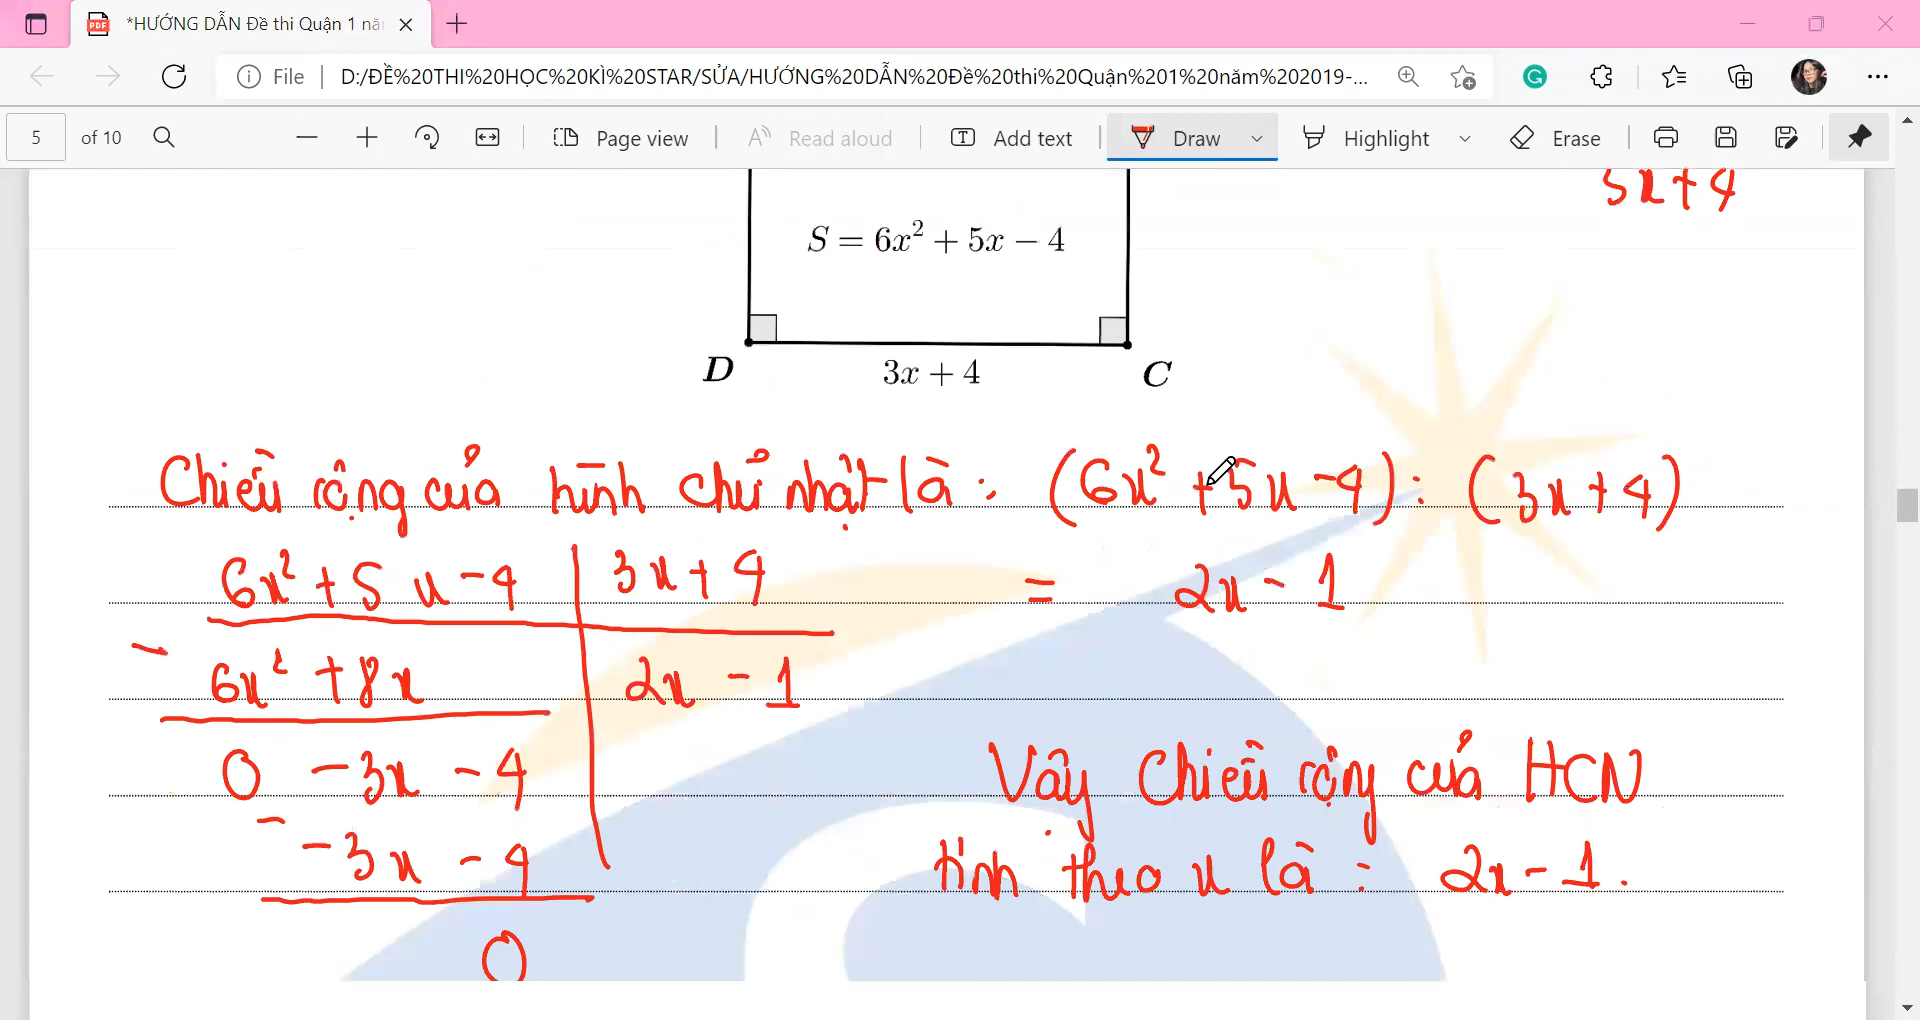 *HƯỚNG DẪN Đề thi Quận 1 nă
File D:/ĐỀ%20THI%20HỌC%20KÌ%20STAR/SỬA/HƯỚNG%20DẪN%20Đề%20thi%20Quận%201%20năm%202019-...
5 of 10 Page view Read aloud Add text Draw Highlight Erase
3x+4
S = 6x² + 5x − 4
D 3x + 4 C
Chiều rộng của hình chữ nhật là : (6x² +5x -4) : (3x + 4)
6x² + 5x - 4 3x + 4 = 2x - 1
- 6x² + 8x 2x - 1
0 - 3x - 4 Vậy Chiều rộng của HCN
- - 3x - 4 tính theo x là : 2x - 1.
0